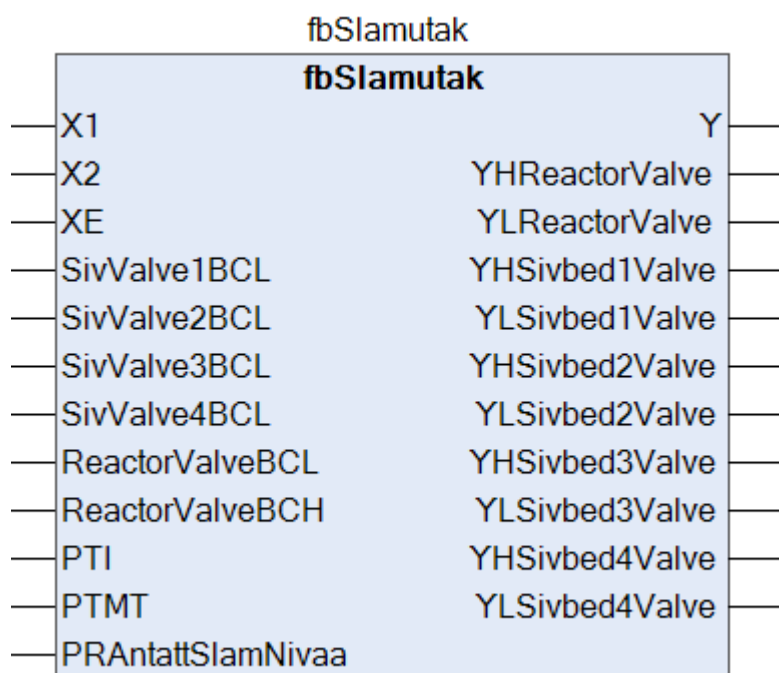 fbSlamutak
fbSlamutak
X1 Y
X2 YHReactorValve
XE YLReactorValve
SivValve1BCL YHSivbed1Valve
SivValve2BCL YLSivbed1Valve
SivValve3BCL YHSivbed2Valve
SivValve4BCL YLSivbed2Valve
ReactorValveBCL YHSivbed3Valve
ReactorValveBCH YLSivbed3Valve
PTI YHSivbed4Valve
PTMT YLSivbed4Valve
PRAntattSlamNivaa